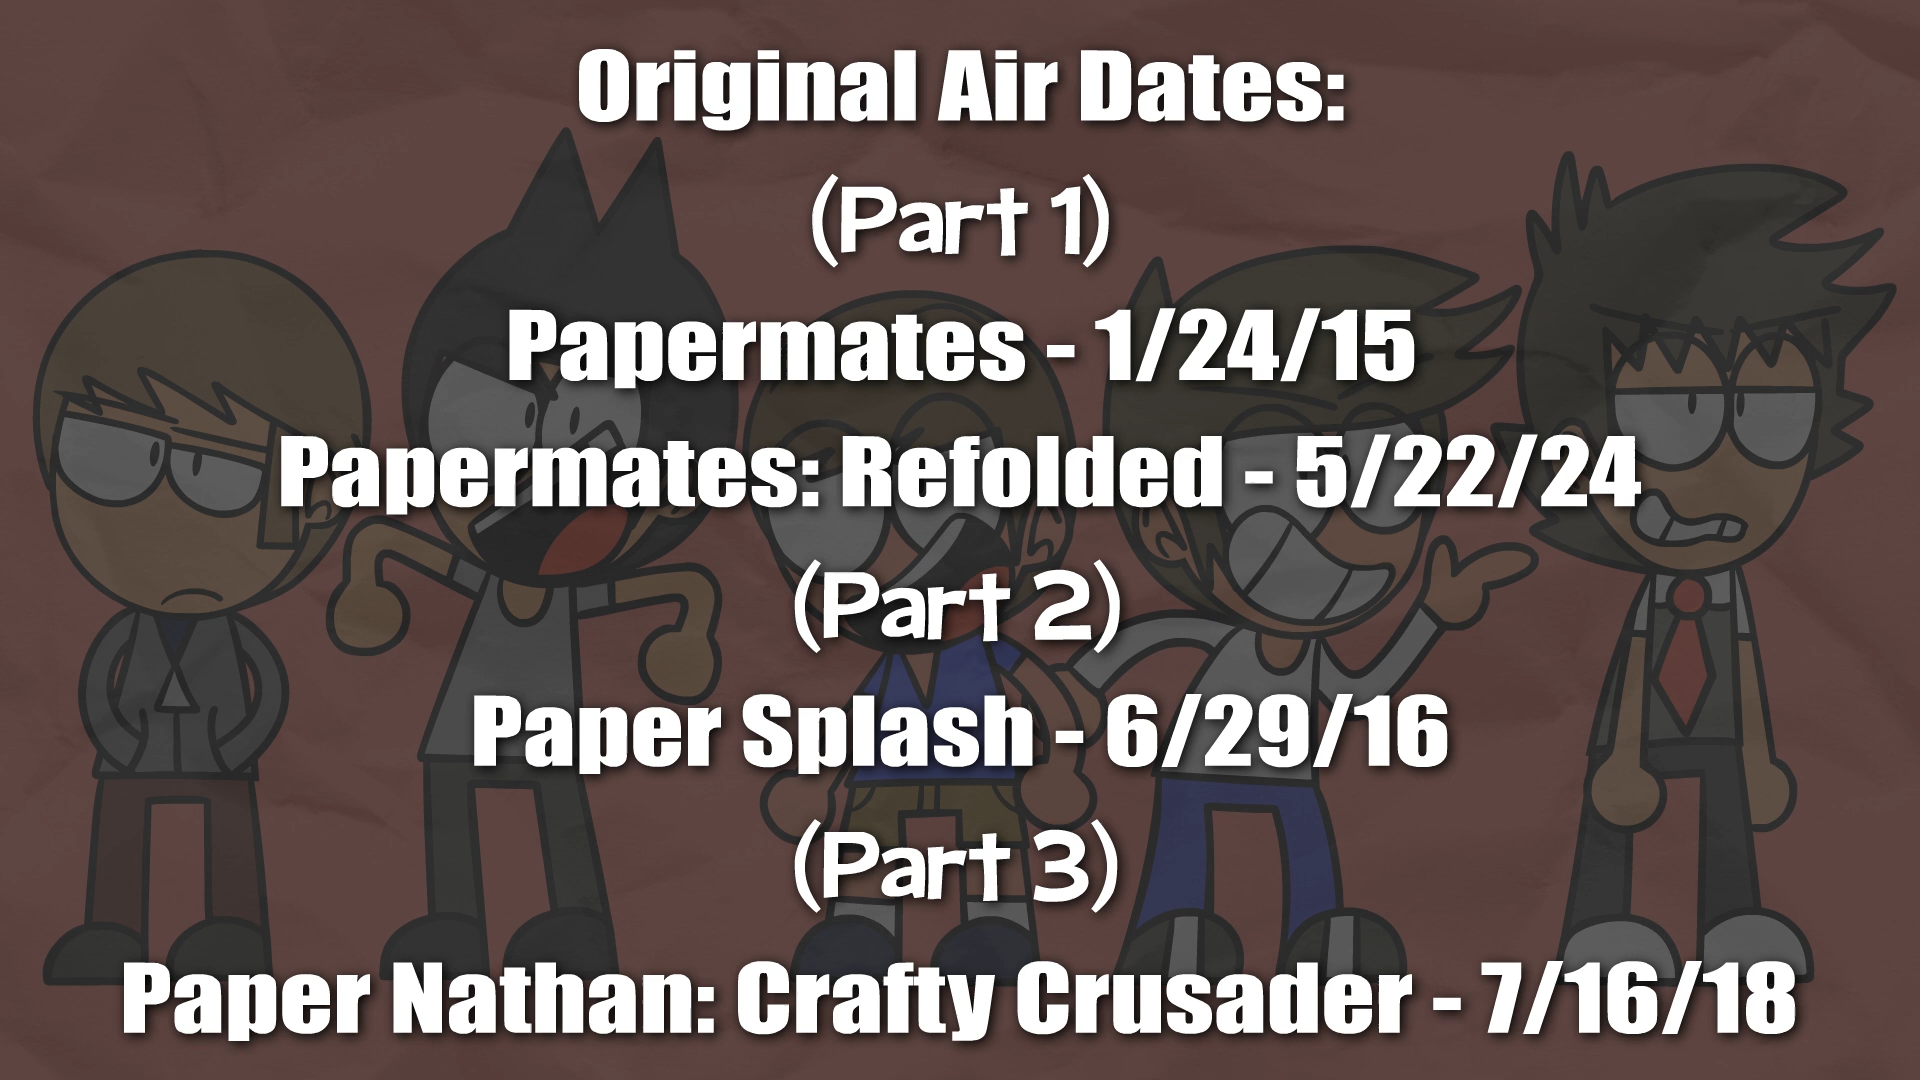 Original Air Dates:
(Part 1)
Papermates - 1/24/15
Papermates: Refolded - 5/22/24
(Part 2)
Paper Splash - 6/29/16
(Part 3)
Paper Nathan: Crafty Crusader - 7/16/18